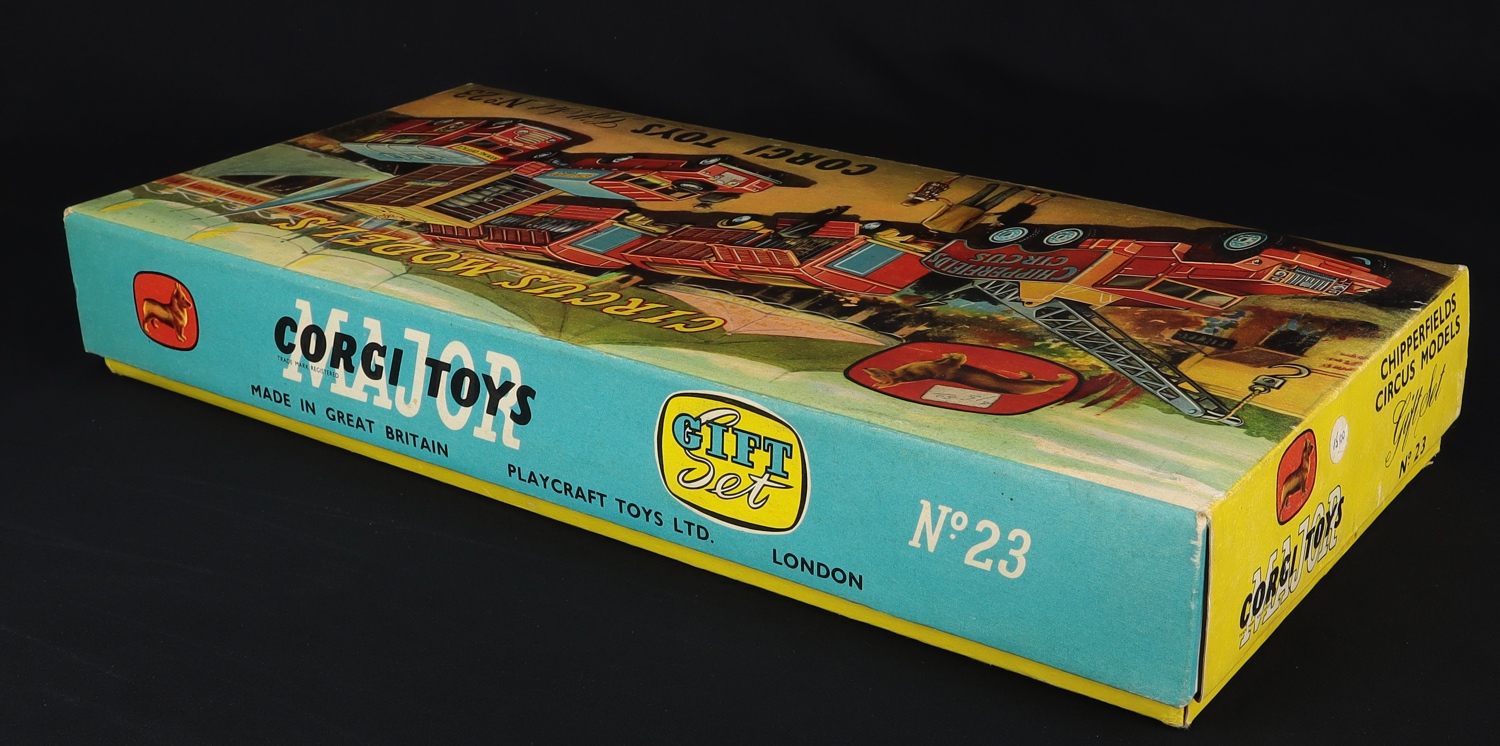 Gift Set Nº 23
CORGI TOYS
CHIPPERFIELDS
CIRCUS
CIRCUS MODELS
MAJOR
CORGI TOYS
TRADE MARK REGISTERED
MADE IN GREAT BRITAIN
PLAYCRAFT TOYS LTD.
LONDON
GIFT
Set
Nº 23
CHIPPERFIELDS
CIRCUS MODELS
Gift Set
Nº 23
MAJOR
CORGI TOYS